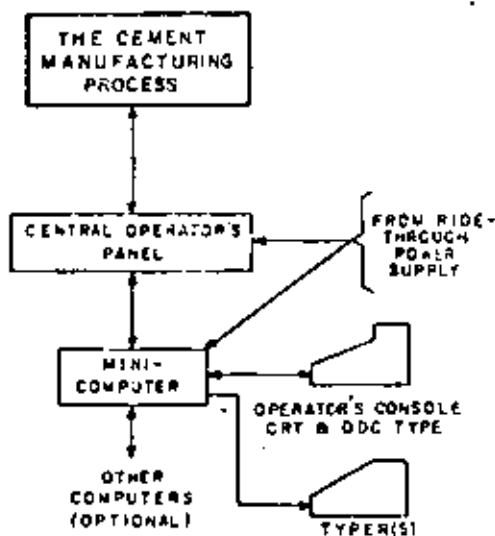 THE CEMENT
MANUFACTURING
PROCESS
CENTRAL OPERATOR'S
PANEL
FROM RIDE-
THROUGH
POWER
SUPPLY
MINI-
COMPUTER
OPERATOR'S CONSOLE
CRT & DDC TYPE
OTHER
COMPUTERS
(OPTIONAL)
TYPER(S)